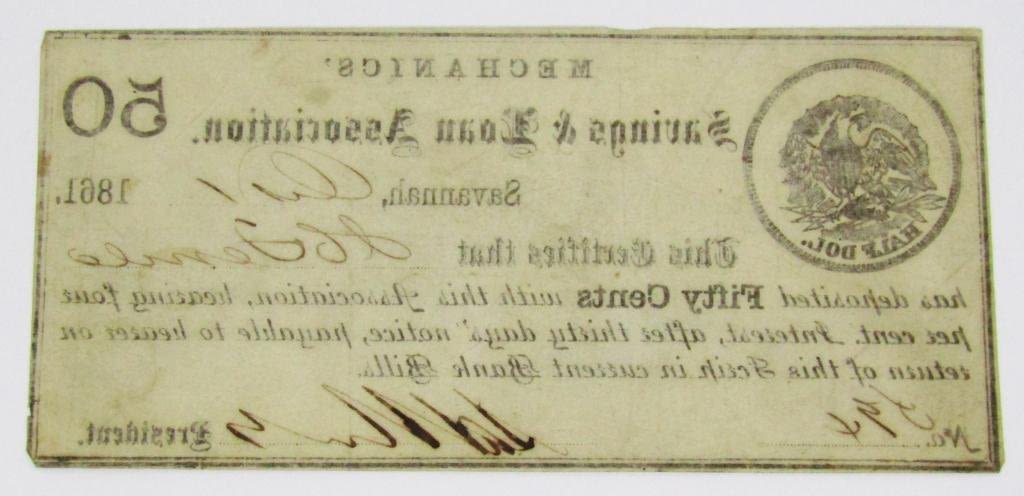 MECHANICS'
50
Savings & Loan Association.
HALF DOL.
Savannah, 1861.
This Certifies that
has deposited Fifty Cents with this Association, bearing four
per cent. Interest, after thirty days' notice, payable, to bearer on
return of this Scrip in current Bank Bills.
No. President.